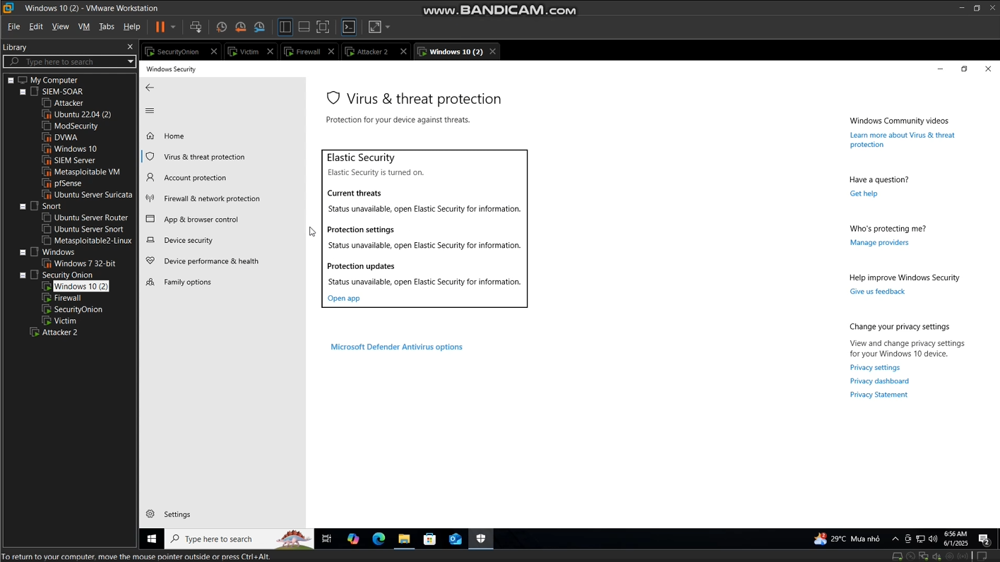 Windows 10 (2) - VMware Workstation
www.BANDICAM.com
File Edit View VM Tabs Help
Library
Type here to search
My Computer
SIEM-SOAR
Attacker
Ubuntu 22.04 (2)
ModSecurity
DVWA
Windows 10
SIEM Server
Metasploitable VM
pfSense
Ubuntu Server Suricata
Snort
Ubuntu Server Router
Ubuntu Server Snort
Metasploitable2-Linux
Windows
Windows 7 32-bit
Security Onion
Windows 10 (2)
Firewall
SecurityOnion
Victim
Attacker 2
SecurityOnion Victim Firewall Attacker 2 Windows 10 (2)
Windows Security
Home
Virus & threat protection
Account protection
Firewall & network protection
App & browser control
Device security
Device performance & health
Family options
Settings
Virus & threat protection
Protection for your device against threats.
Elastic Security
Elastic Security is turned on.
Current threats
Status unavailable, open Elastic Security for information.
Protection settings
Status unavailable, open Elastic Security for information.
Protection updates
Status unavailable, open Elastic Security for information.
Open app
Microsoft Defender Antivirus options
Windows Community videos
Learn more about Virus & threat
protection
Have a question?
Get help
Who's protecting me?
Manage providers
Help improve Windows Security
Give us feedback
Change your privacy settings
View and change privacy settings
for your Windows 10 device.
Privacy settings
Privacy dashboard
Privacy Statement
Type here to search
29°C Mưa nhỏ
6:56 AM
6/1/2025
2
To return to your computer, move the mouse pointer outside or press Ctrl+Alt.